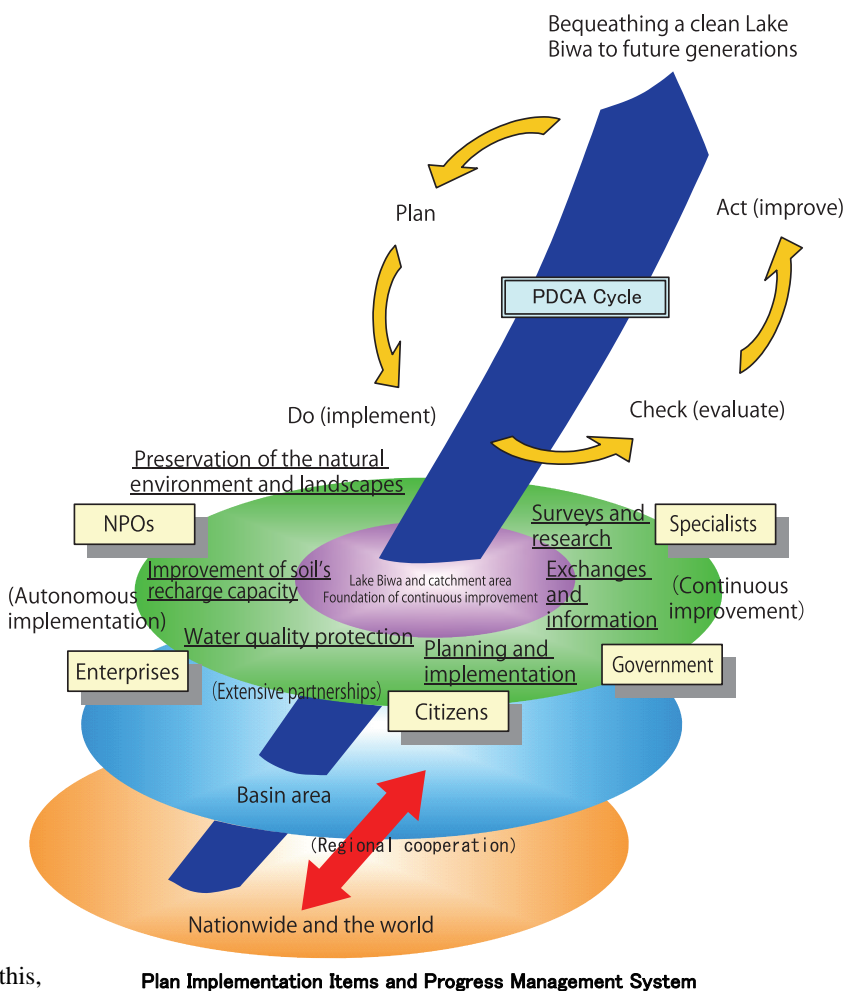 Bequeathing a clean Lake
Biwa to future generations
Plan
Act (improve)
PDCA Cycle
Do (implement)
Check (evaluate)
Preservation of the natural
environment and landscapes
NPOs
Surveys and
research
Specialists
Improvement of soil's
recharge capacity
Lake Biwa and catchment area
Foundation of continuous improvement
Exchanges
and
information
(Autonomous
implementation)
(Continuous
improvement)
Water quality protection
Planning and
implementation
Enterprises
Government
(Extensive partnerships)
Citizens
Basin area
(Regional cooperation)
Nationwide and the world
this,
Plan Implementation Items and Progress Management System